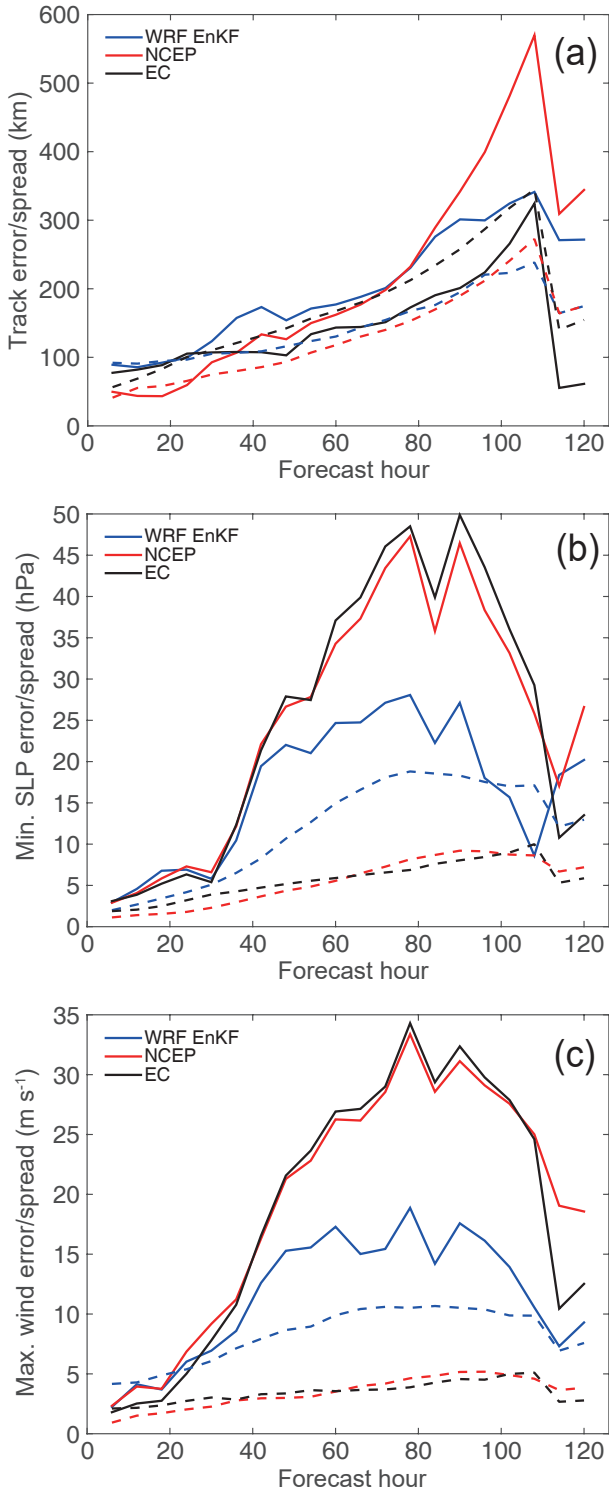 (a)
WRF EnKF
NCEP
EC
Track error/spread (km)
600
500
400
300
200
100
0
0 20 40 60 80 100 120
Forecast hour
(b)
WRF EnKF
NCEP
EC
Min. SLP error/spread (hPa)
50
45
40
35
30
25
20
15
10
5
0
0 20 40 60 80 100 120
Forecast hour
(c)
WRF EnKF
NCEP
EC
Max. wind error/spread (m s⁻¹)
35
30
25
20
15
10
5
0
0 20 40 60 80 100 120
Forecast hour